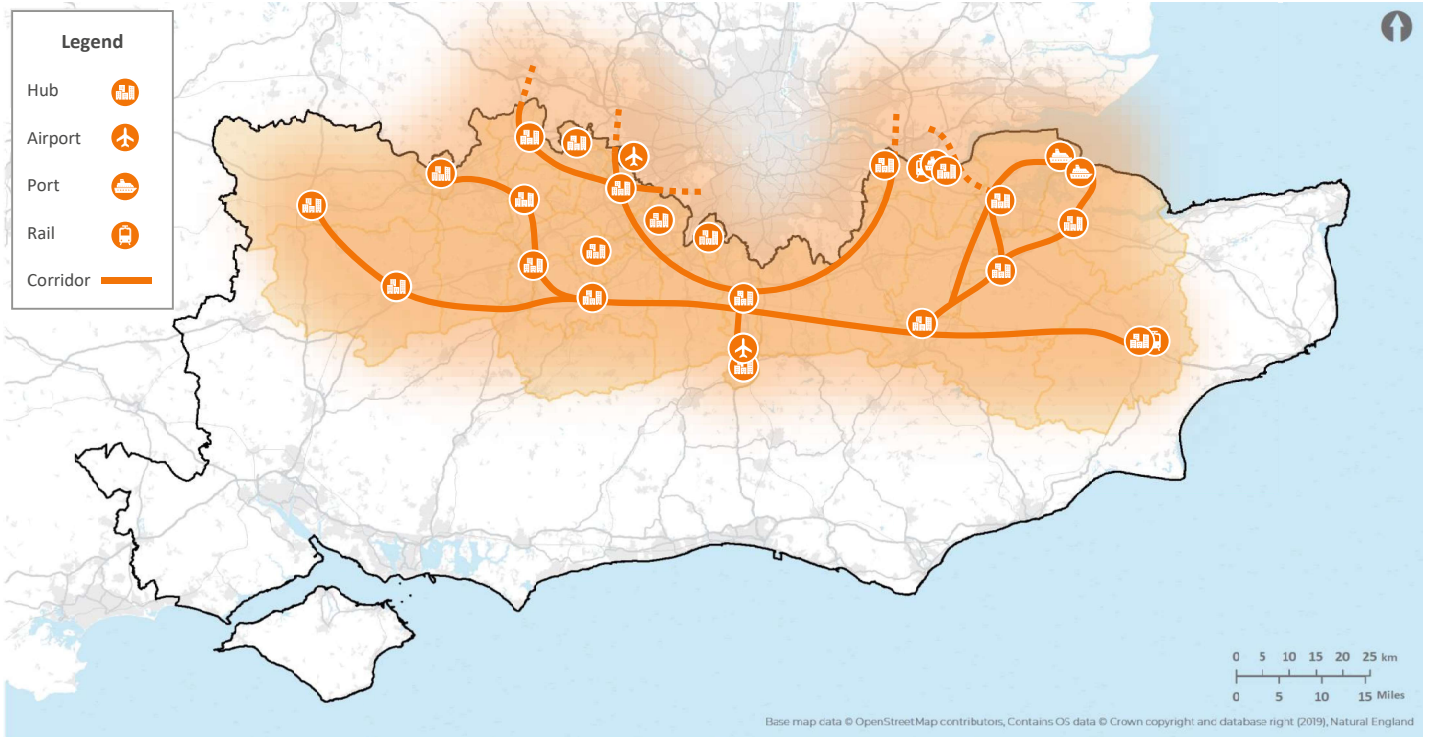 Legend
Hub
Airport
Port
Rail
Corridor
0 5 10 15 20 25 km
0 5 10 15 Miles
Base map cata © OpenStreetMap contributors, Contains OS data © Crown copyright and database right (2019), Natural England